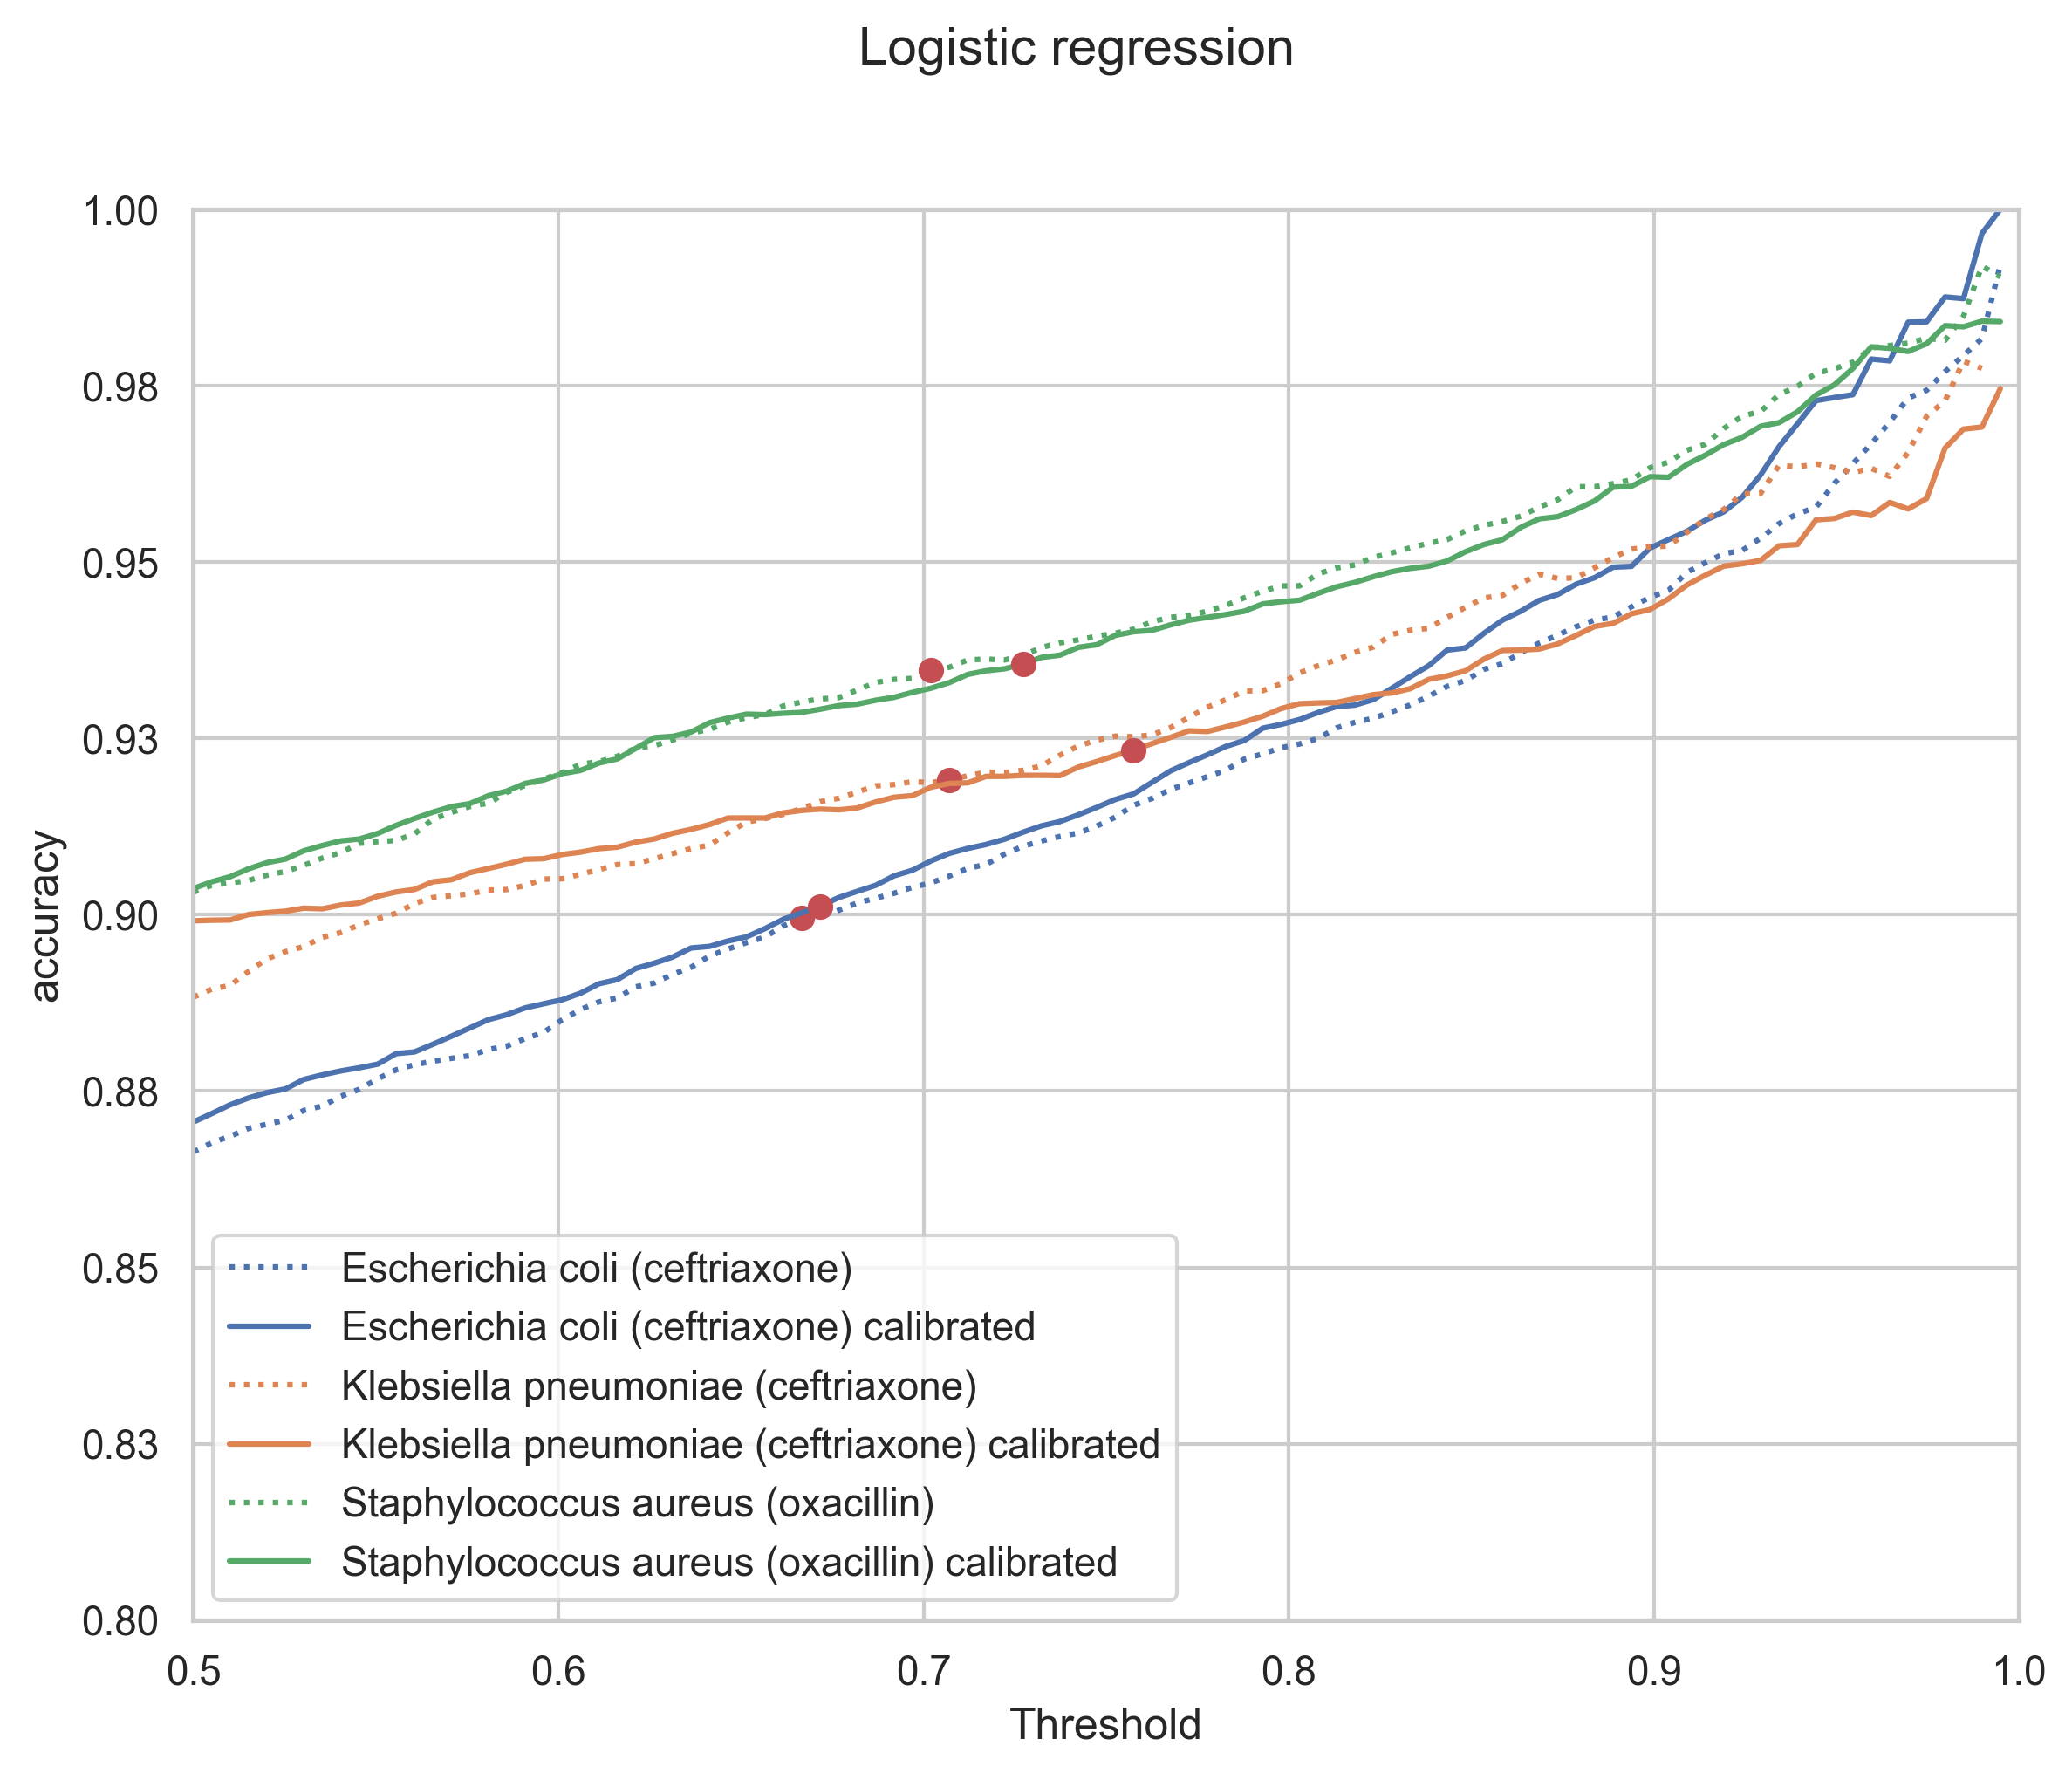 Logistic regression
1.00
0.98
0.95
0.93
0.90
0.88
0.85
0.83
0.80
accuracy
Escherichia coli (ceftriaxone)
Escherichia coli (ceftriaxone) calibrated
Klebsiella pneumoniae (ceftriaxone)
Klebsiella pneumoniae (ceftriaxone) calibrated
Staphylococcus aureus (oxacillin)
Staphylococcus aureus (oxacillin) calibrated
0.5 0.6 0.7 0.8 0.9 1.0
Threshold